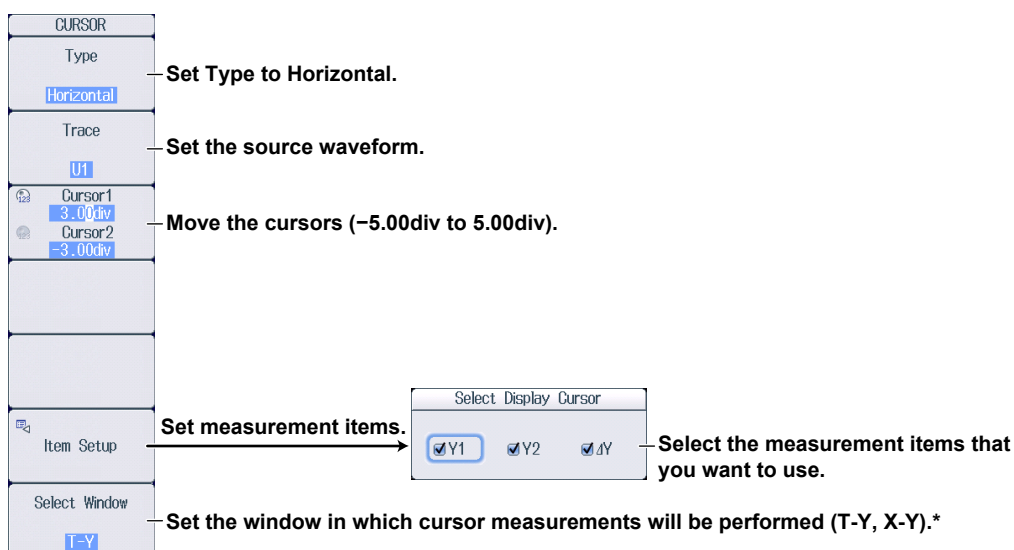 CURSOR
Type
Horizontal
Set Type to Horizontal.
Trace
U1
Set the source waveform.
Cursor1
3.00div
Cursor2
−3.00div
Move the cursors (−5.00div to 5.00div).
Item Setup
Set measurement items.
Select Display Cursor
Y1 Y2 ΔY
Select the measurement items that
you want to use.
Select Window
T-Y
Set the window in which cursor measurements will be performed (T-Y, X-Y).*